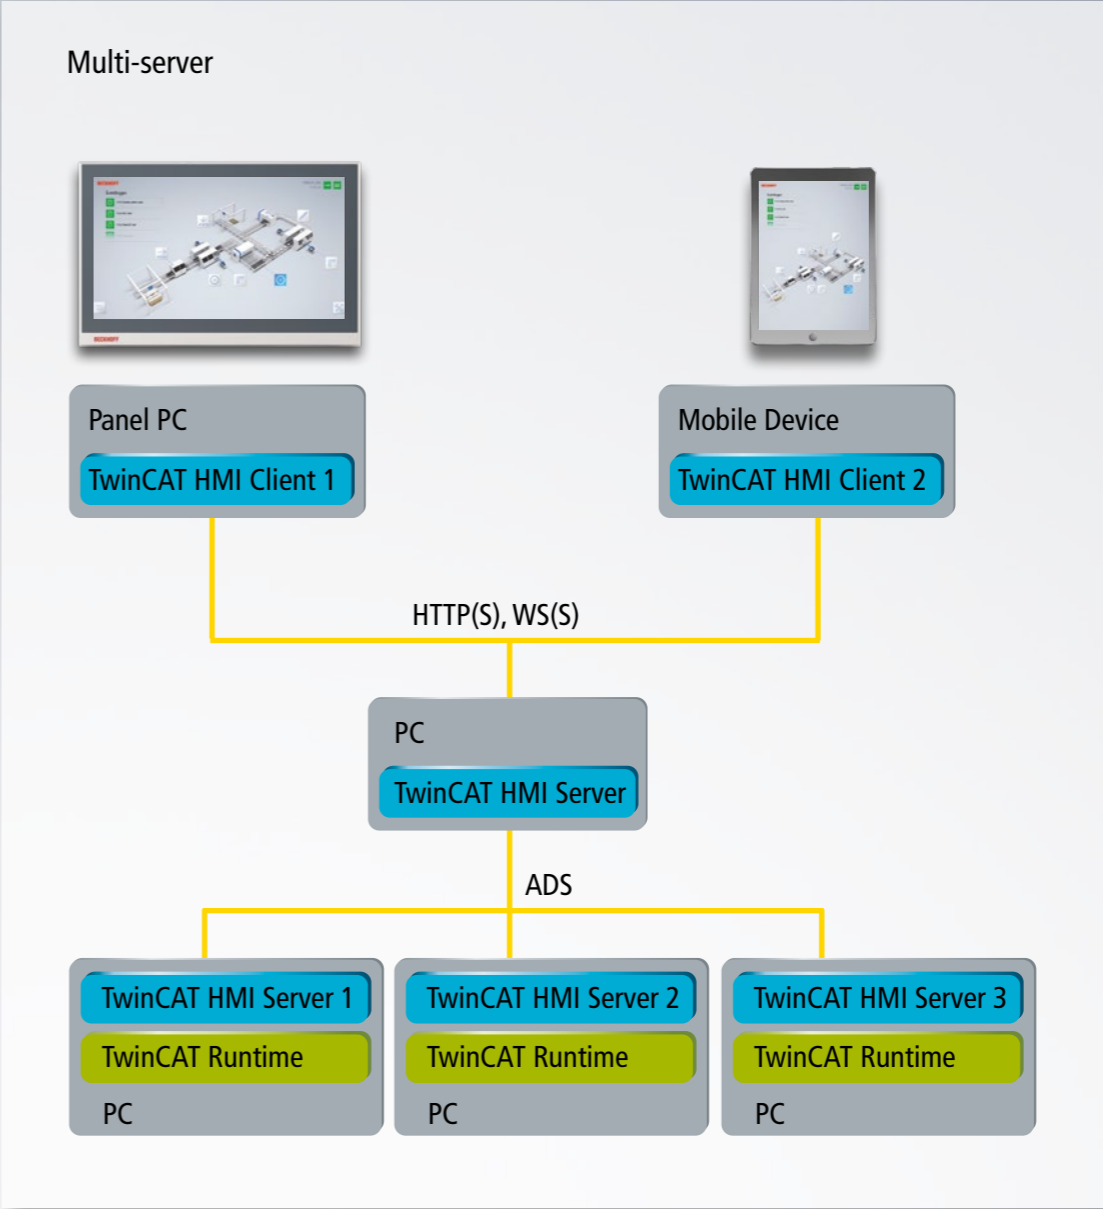 Multi-server
Panel PC
TwinCAT HMI Client 1
Mobile Device
TwinCAT HMI Client 2
HTTP(S), WS(S)
PC
TwinCAT HMI Server
ADS
TwinCAT HMI Server 1
TwinCAT Runtime
PC
TwinCAT HMI Server 2
TwinCAT Runtime
PC
TwinCAT HMI Server 3
TwinCAT Runtime
PC